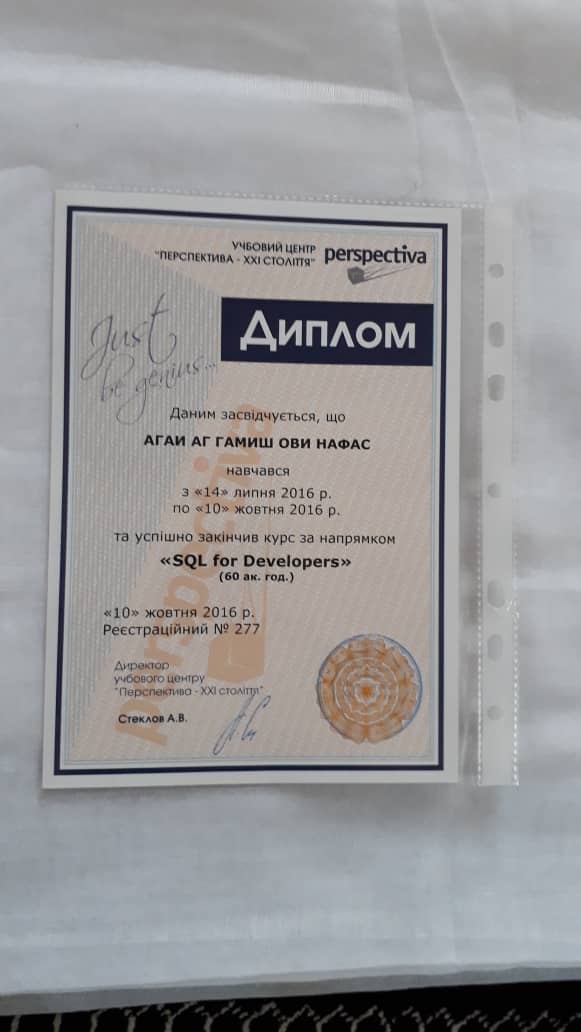 УЧБОВИЙ ЦЕНТР
"ПЕРСПЕКТИВА - XXI СТОЛІТТЯ"
perspectiva
Just
be genius...
Диплом
Даним засвідчується, що
АГАИ АГ ГАМИШ ОВИ НАФАС
навчався
з «14» липня 2016 р.
по «10» жовтня 2016 р.
та успішно закінчив курс за напрямком
«SQL for Developers»
(60 ак. год.)
«10» жовтня 2016 р.
Реєстраційний № 277
Директор
учбового центру
"Перспектива - XXI століття"
Стеклов А.В.
perspectiva